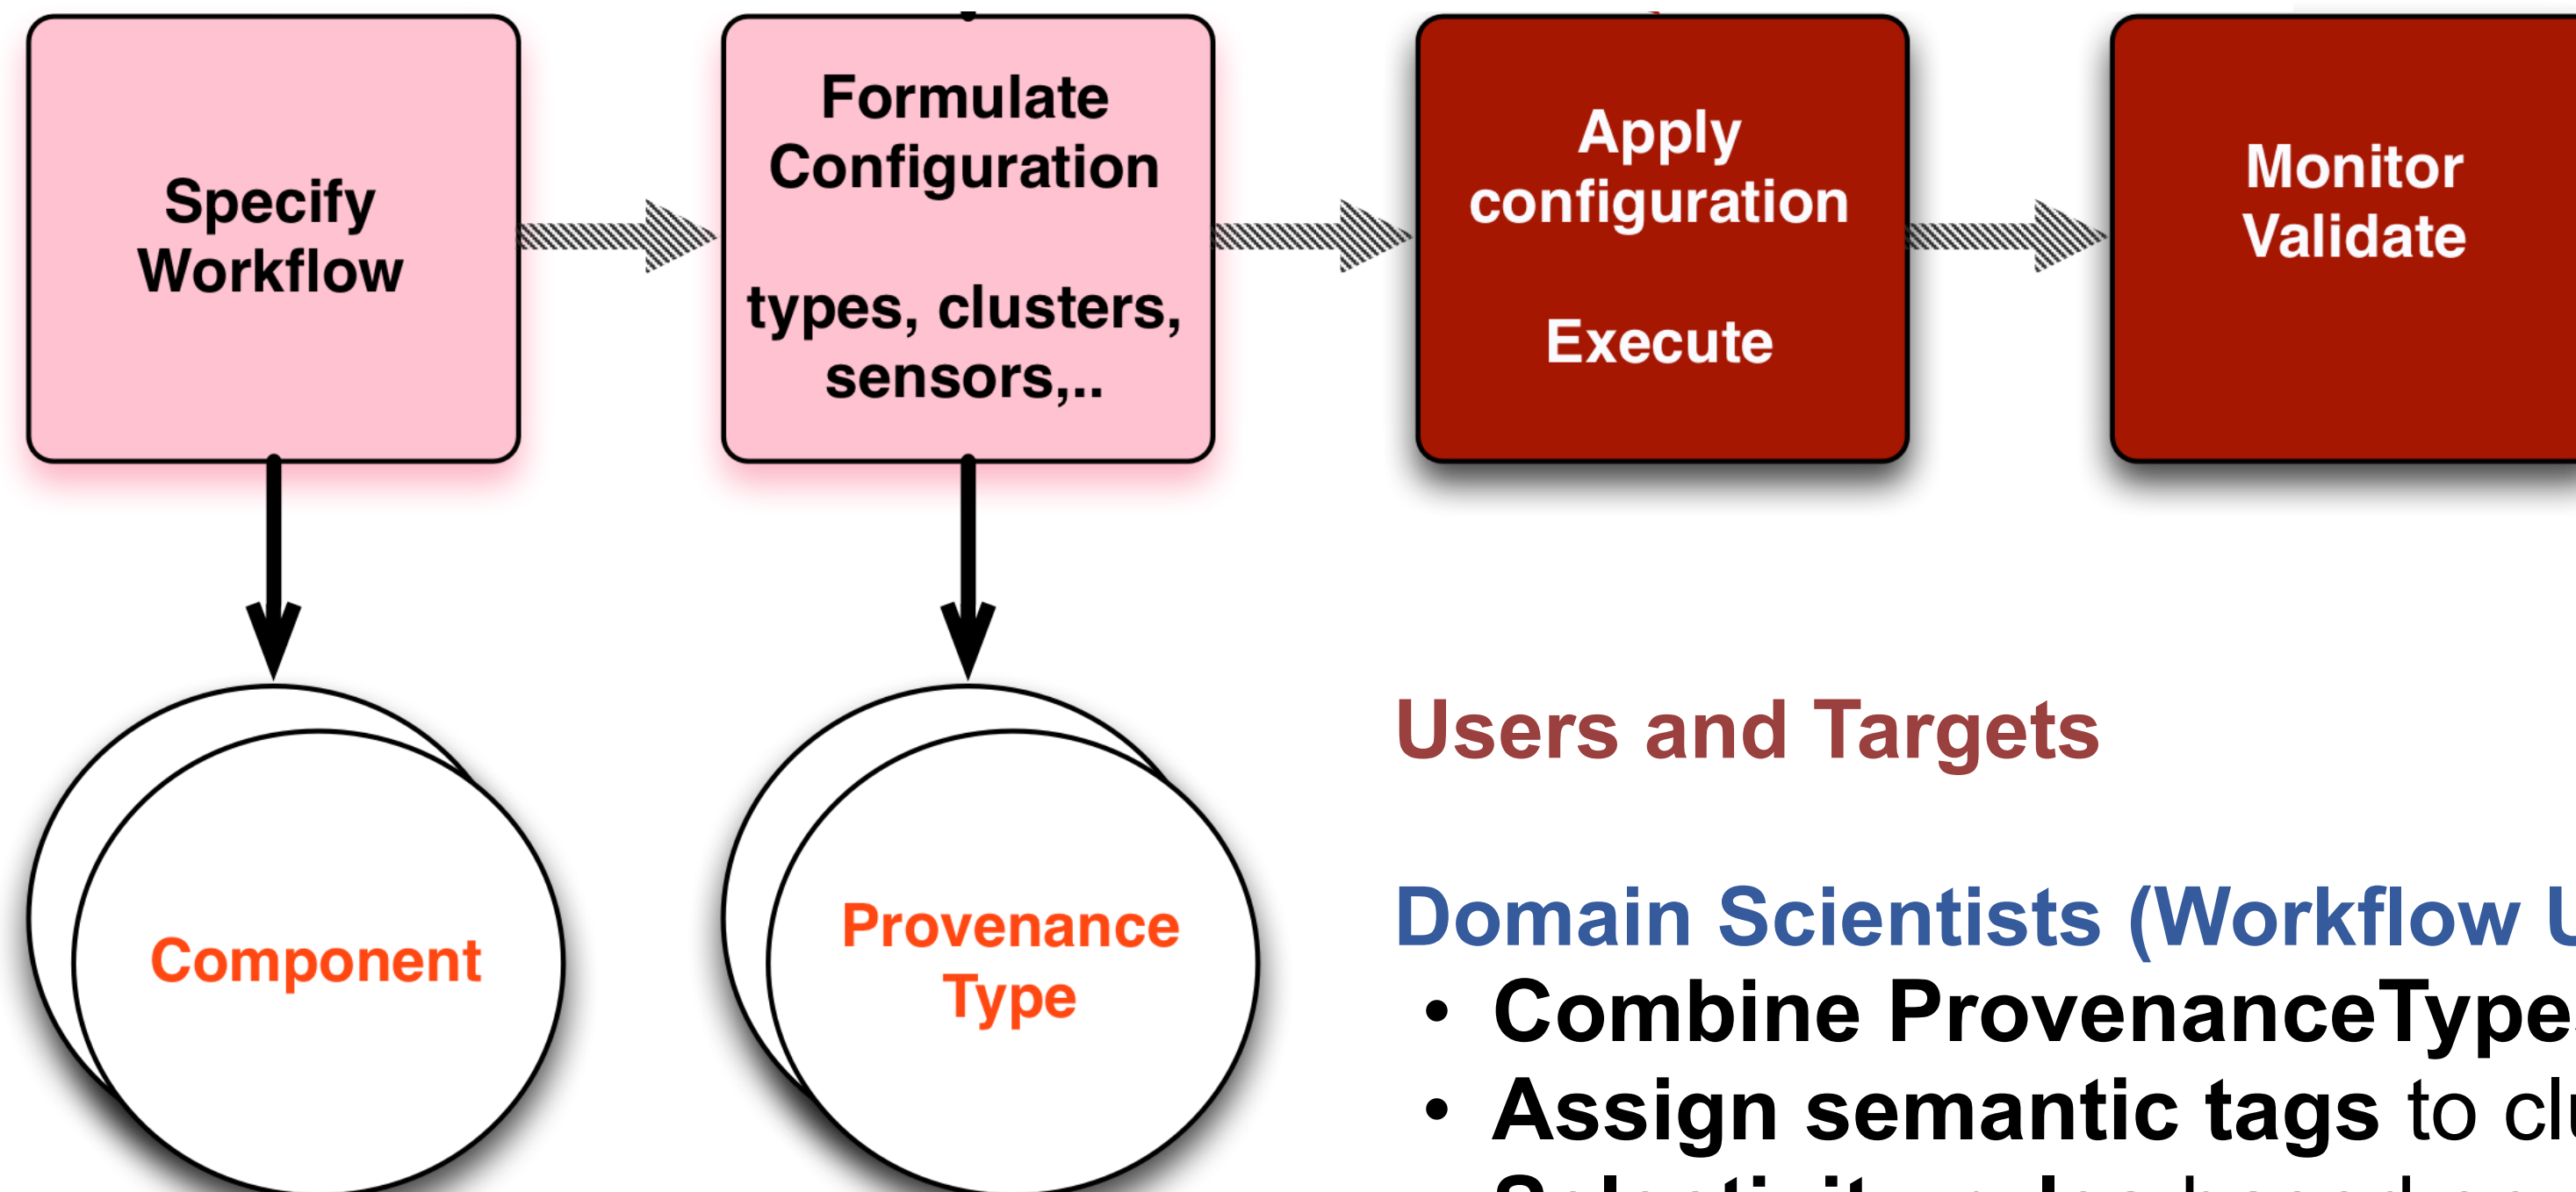 Specify
Workflow
Formulate
Configuration
types, clusters,
sensors,..
Apply
configuration
Execute
Monitor
Validate
Component
Provenance
Type
Users and Targets
Domain Scientists (Workflow
• Combine ProvenanceType
• Assign semantic tags to